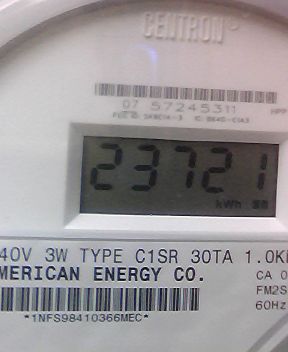 CENTRON
07 57245311
23721
kWh
40V 3W TYPE C1SR 30TA 1.0K
MERICAN ENERGY CO.
CA 0
FM2S
60Hz
*1NFS98410366MEC*